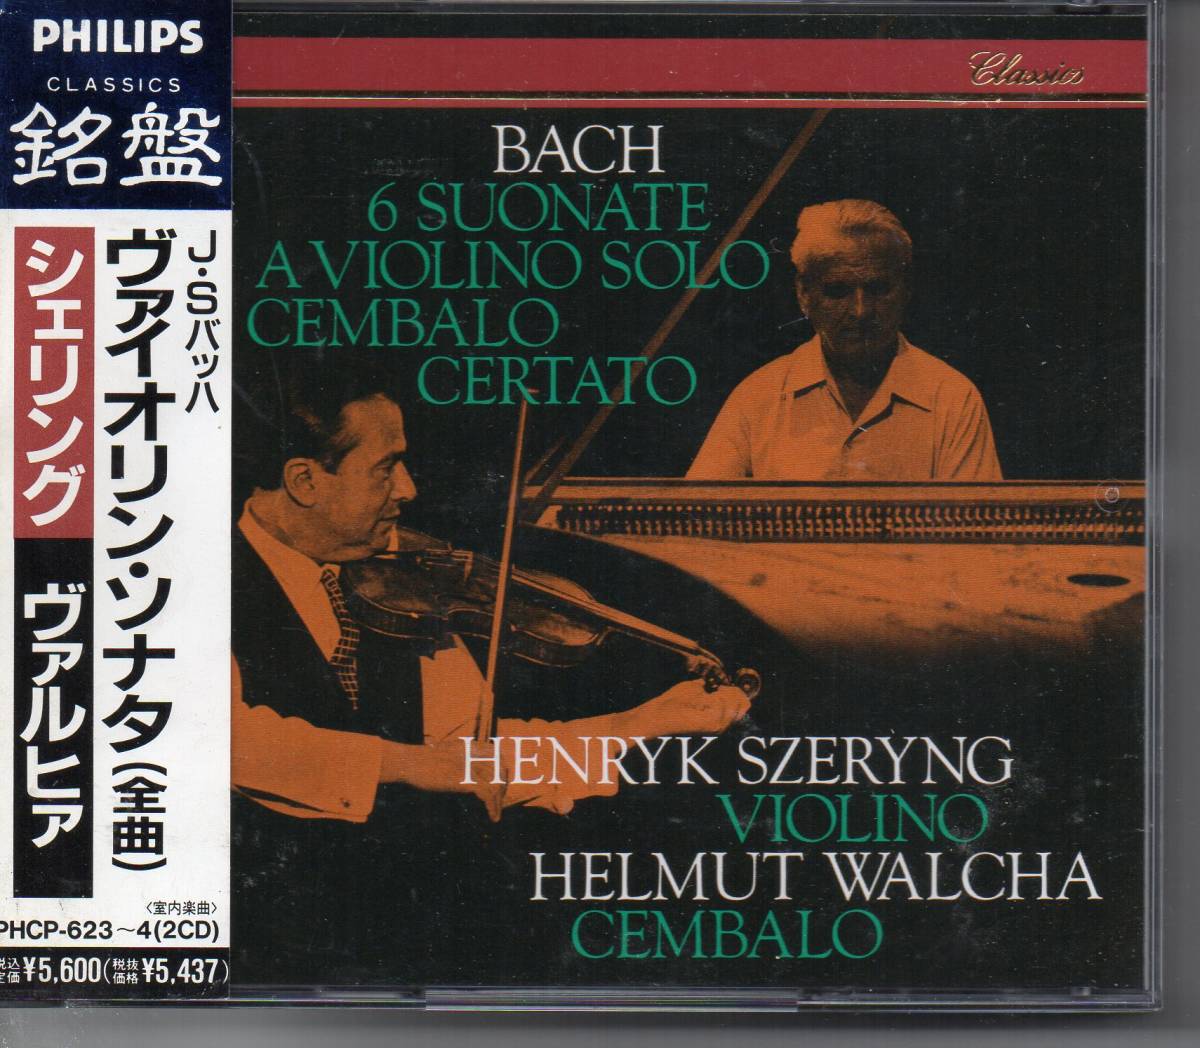 PHILIPS
CLASSICS
銘盤
J・Sバッハ
ヴァイオリン・ソナタ(全曲)
シェリング
ヴァルヒァ
〈室内楽曲〉
PHCP-623～4(2CD)
税込定価¥5,600(税抜価格¥5,437)
Classics
BACH
6 SUONATE
A VIOLINO SOLO
CEMBALO
CERTATO
HENRYK SZERYNG
VIOLINO
HELMUT WALCHA
CEMBALO